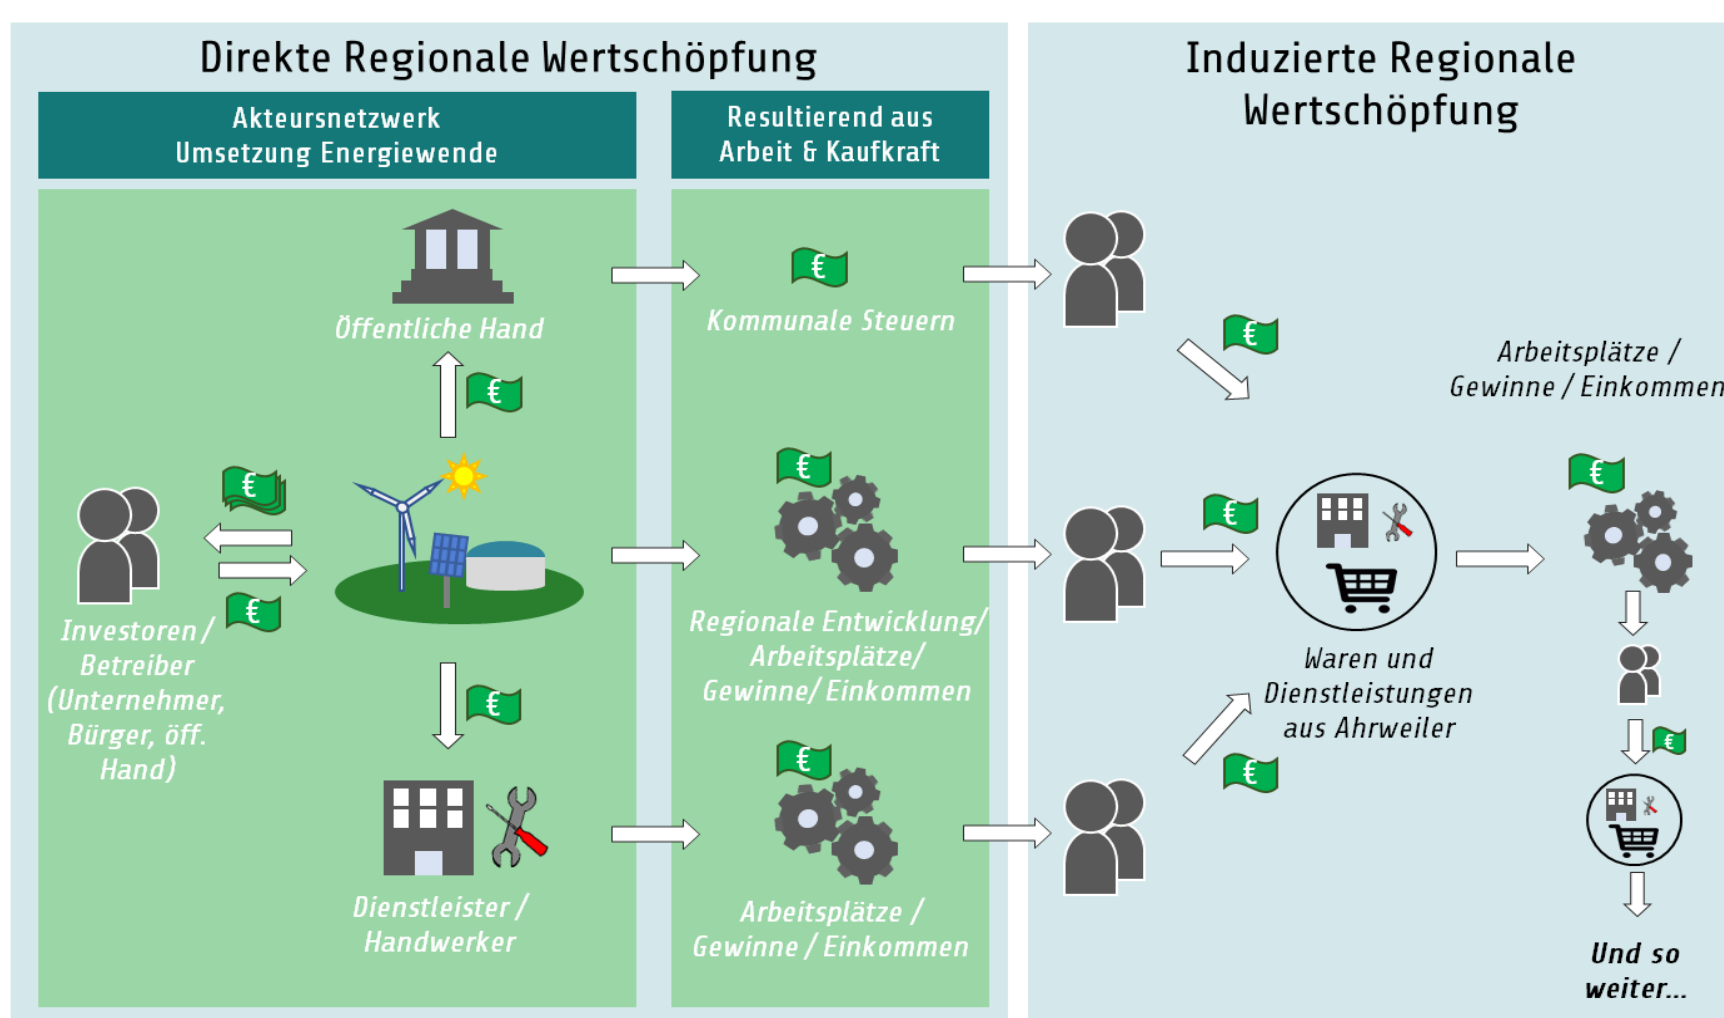 Direkte Regionale Wertschöpfung
Akteursnetzwerk
Umsetzung Energiewende
Resultierend aus
Arbeit & Kaufkraft
Öffentliche Hand
€
€
€
Investoren /
Betreiber
(Unternehmer,
Bürger, öff.
Hand)
€
Dienstleister /
Handwerker
€
Kommunale Steuern
€
Regionale Entwicklung/
Arbeitsplätze/
Gewinne/ Einkommen
€
Arbeitsplätze /
Gewinne / Einkommen
Induzierte Regionale
Wertschöpfung
€
€
€
Waren und
Dienstleistungen
aus Ahrweiler
Arbeitsplätze /
Gewinne / Einkommen
€
€
Und so
weiter...